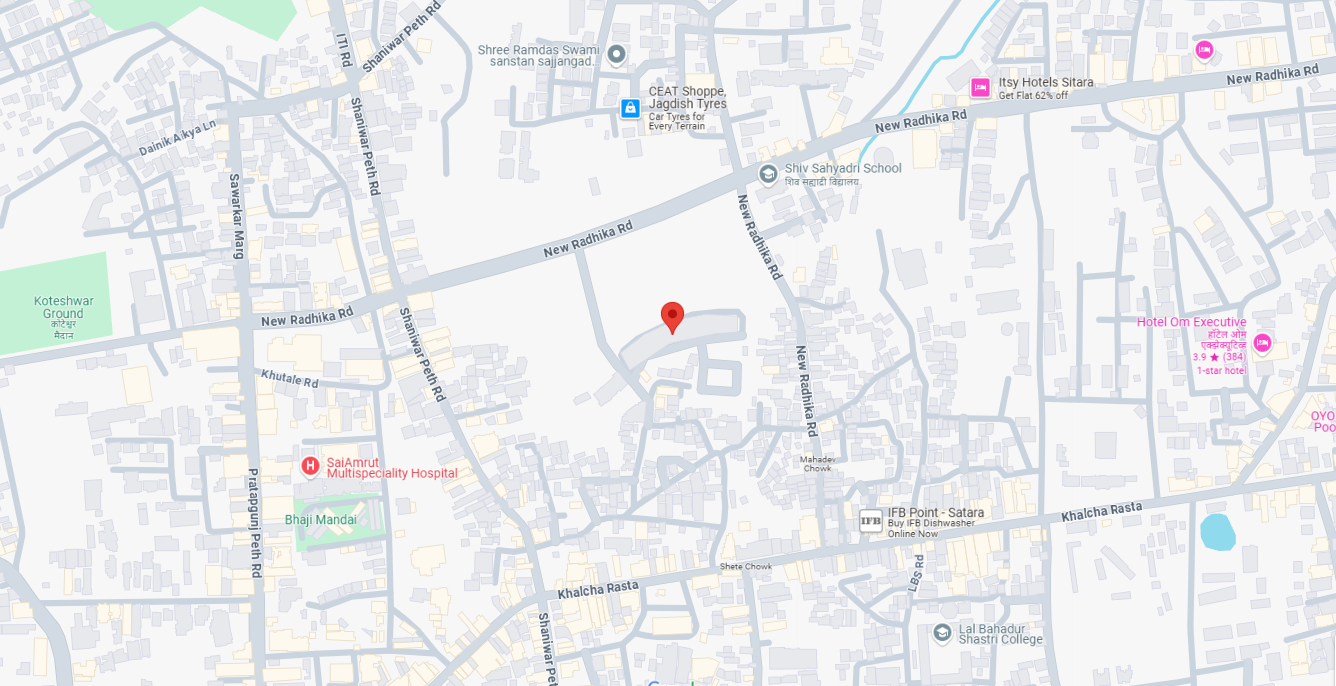 Shaniwar Peth Rd
ITI Rd
Shree Ramdas Swami
sanstan sajjangad...
CEAT Shoppe,
Jagdish Tyres
Car Tyres for
Every Terrain
Itsy Hotels Sitara
Get Flat 62% off
New Radhika Rd
New Radhika Rd
Dainik Aikya Ln
Shaniwar Peth Rd
Shiv Sahyadri School
शिव सह्याद्री विद्यालय
Sawarkar Marg
New Radhika Rd
New Radhika Rd
Koteshwar
Ground
कोटेश्वर
मैदान
New Radhika Rd
Shaniwar Peth Rd
Hotel Om Executive
हॉटेल ओम
एक्झेक्यूटिव्ह
3.9 ★ (384)
1-star hotel
Khutale Rd
New Radhika Rd
OYO
Poo
SaiAmrut
Multispeciality Hospital
Mahadev
Chowk
Pratapgunj Peth Rd
Bhaji Mandai
IFB
IFB Point - Satara
Buy IFB Dishwasher
Online Now
Khalcha Rasta
Shete Chowk
LBS Rd
Khalcha Rasta
Shaniwar Pet
Lal Bahadur
Shastri College